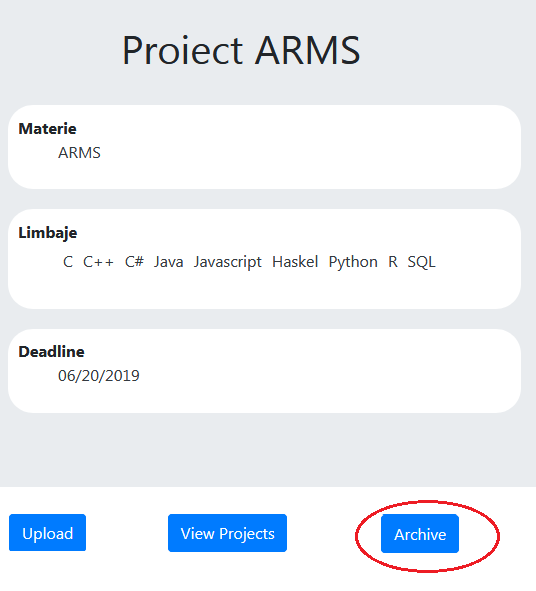 Proiect ARMS
Materie
ARMS
Limbaje
C C++ C# Java Javascript Haskel Python R SQL
Deadline
06/20/2019
Upload View Projects Archive